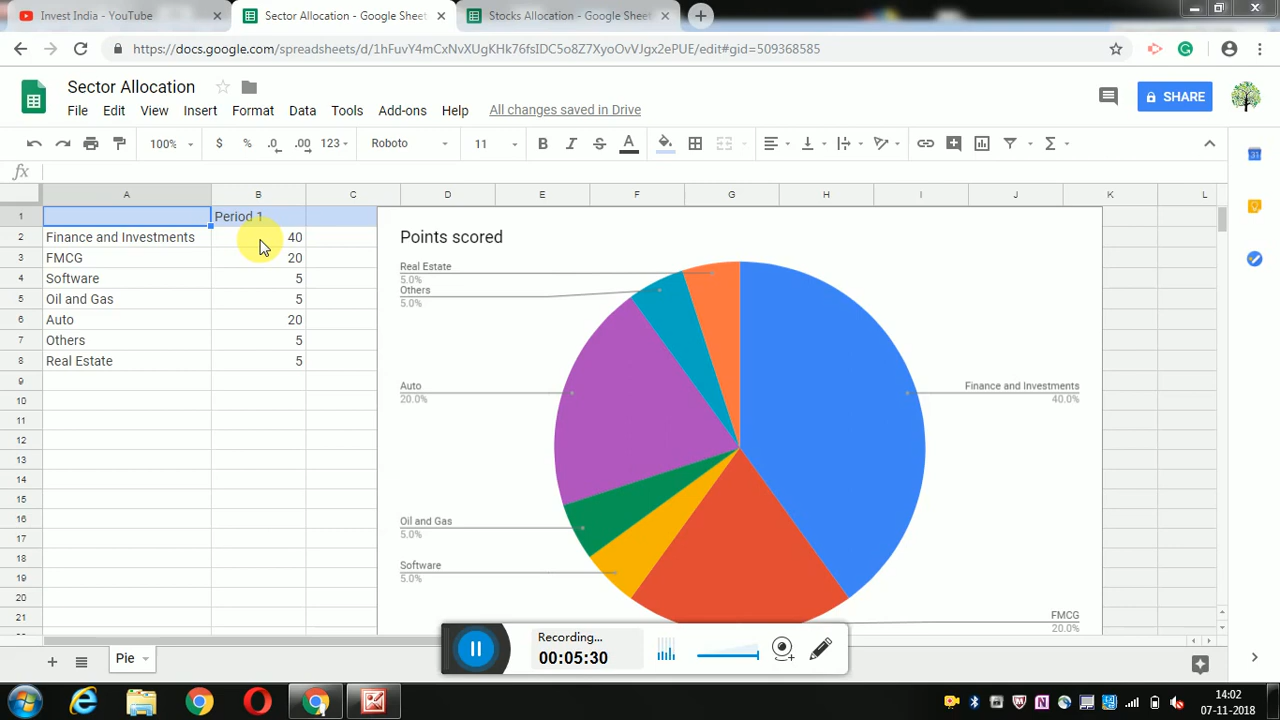 Invest India - YouTube
Sector Allocation - Google Sheet
Stocks Allocation - Google Sheet
https://docs.google.com/spreadsheets/d/1hFuvY4mCxNvXUgKHk76fsIDC5o8Z7XyoOvVJgx2ePUE/edit#gid=509368585
Sector Allocation
File Edit View Insert Format Data Tools Add-ons Help All changes saved in Drive
SHARE
100% $ % .0 .00 123 Roboto 11 B I S A Σ
fx
A B C D E F G H I J K L
1 Period 1
2 Finance and Investments 40
3 FMCG 20
4 Software 5
5 Oil and Gas 5
6 Auto 20
7 Others 5
8 Real Estate 5
9
10
11
12
13
14
15
16
17
18
19
20
21
Points scored
Real Estate
5.0%
Others
5.0%
Auto
20.0%
Finance and Investments
40.0%
Oil and Gas
5.0%
Software
5.0%
FMCG
20.0%
Recording...
00:05:30
Pie
14:02
07-11-2018